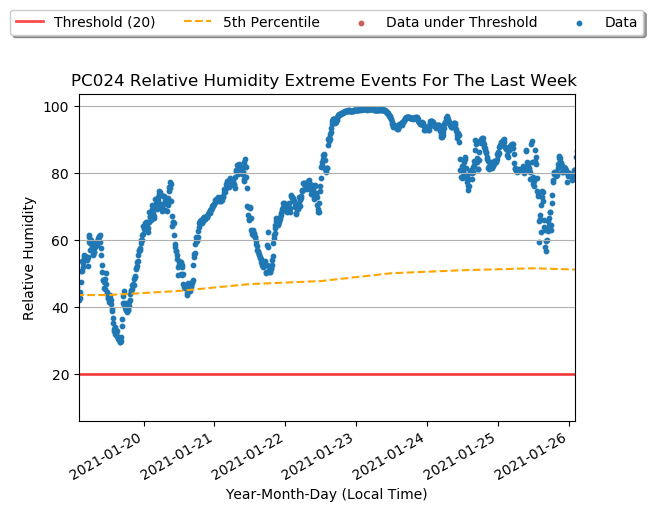 Threshold (20) 5th Percentile Data under Threshold Data
PC024 Relative Humidity Extreme Events For The Last Week
100
80
60
40
20
Relative Humidity
2021-01-20 2021-01-21 2021-01-22 2021-01-23 2021-01-24 2021-01-25 2021-01-26
Year-Month-Day (Local Time)